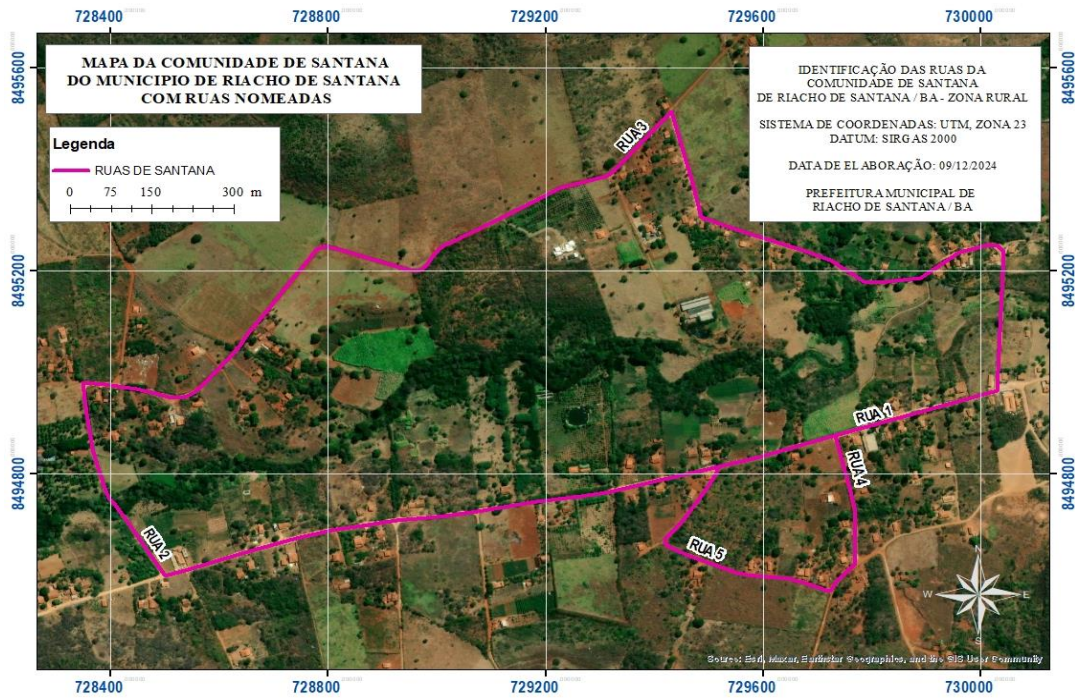 728400 728800 729200 729600 730000
MAPA DA COMUNIDADE DE SANTANA
DO MUNICIPIO DE RIACHO DE SANTANA
COM RUAS NOMEADAS
Legenda
RUAS DE SANTANA
0 75 150 300 m
IDENTIFICAÇÃO DAS RUAS DA
COMUNIDADE DE SANTANA
DE RIACHO DE SANTANA / BA - ZONA RURAL
SISTEMA DE COORDENADAS: UTM, ZONA 23
DATUM: SIRGAS 2000
DATA DE ELABORAÇÃO: 09/12/2024
PREFEITURA MUNICIPAL DE
RIACHO DE SANTANA / BA
8495600
8495600
RUA 3
8495200
8495200
RUA 1
RUA 4
8494800
8494800
RUA 2
RUA 5
N
W E
S
Source: Esri, Maxar, Earthstar Geographics, and the GIS User Community
728400 728800 729200 729600 730000